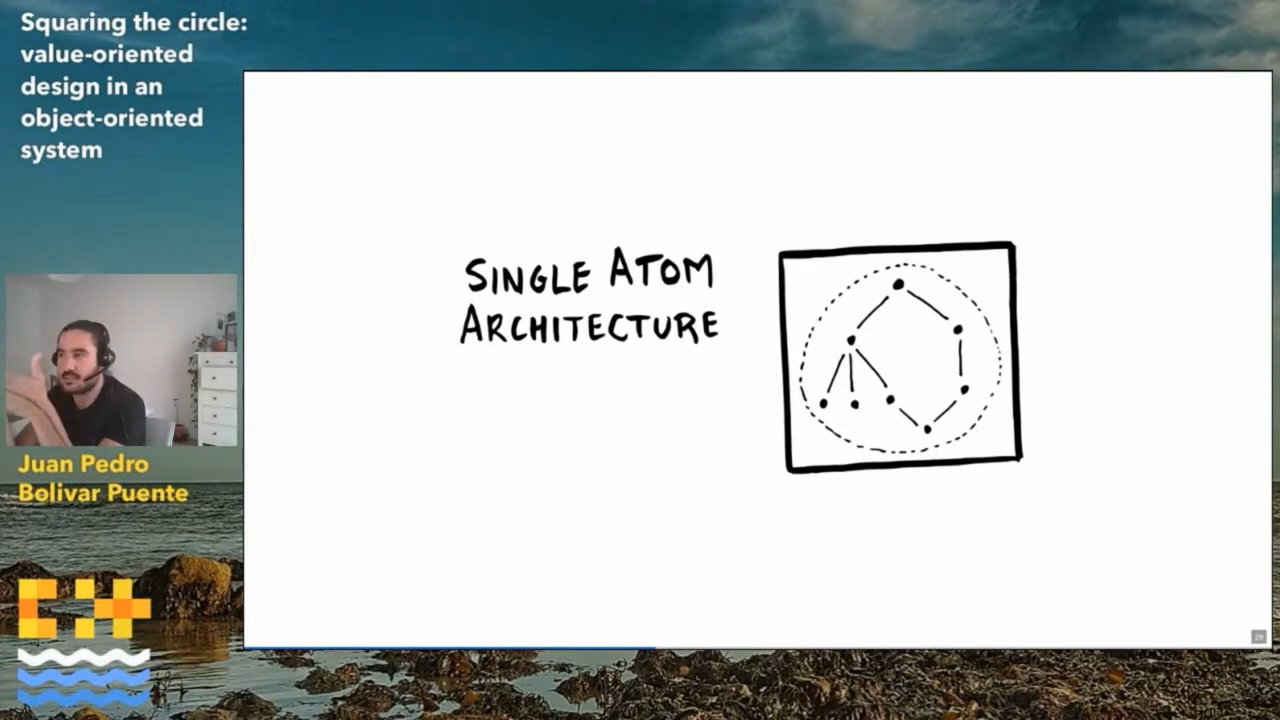 Squaring the circle:
value-oriented
design in an
object-oriented
system
SINGLE ATOM
ARCHITECTURE
Juan Pedro
Bolivar Puente
C++